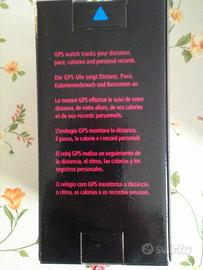 GPS watch tracks your distance,
pace, calories and personal records.
Die GPS-Uhr zeigt Distanz, Pace,
Kalorienverbrauch und Bestzeiten an.
La montre GPS effectue le suivi de votre
distance, de votre allure, de vos calories
et de vos records personnels.
L'orologio GPS monitora la distanza,
il passo, le calorie e i record personali.
El reloj GPS realiza un seguimiento de
la distancia, el ritmo, las calorías y los
registros personales.
O relógio com GPS monitoriza a distância,
o ritmo, as calorias e os recordes pessoais.
Subito